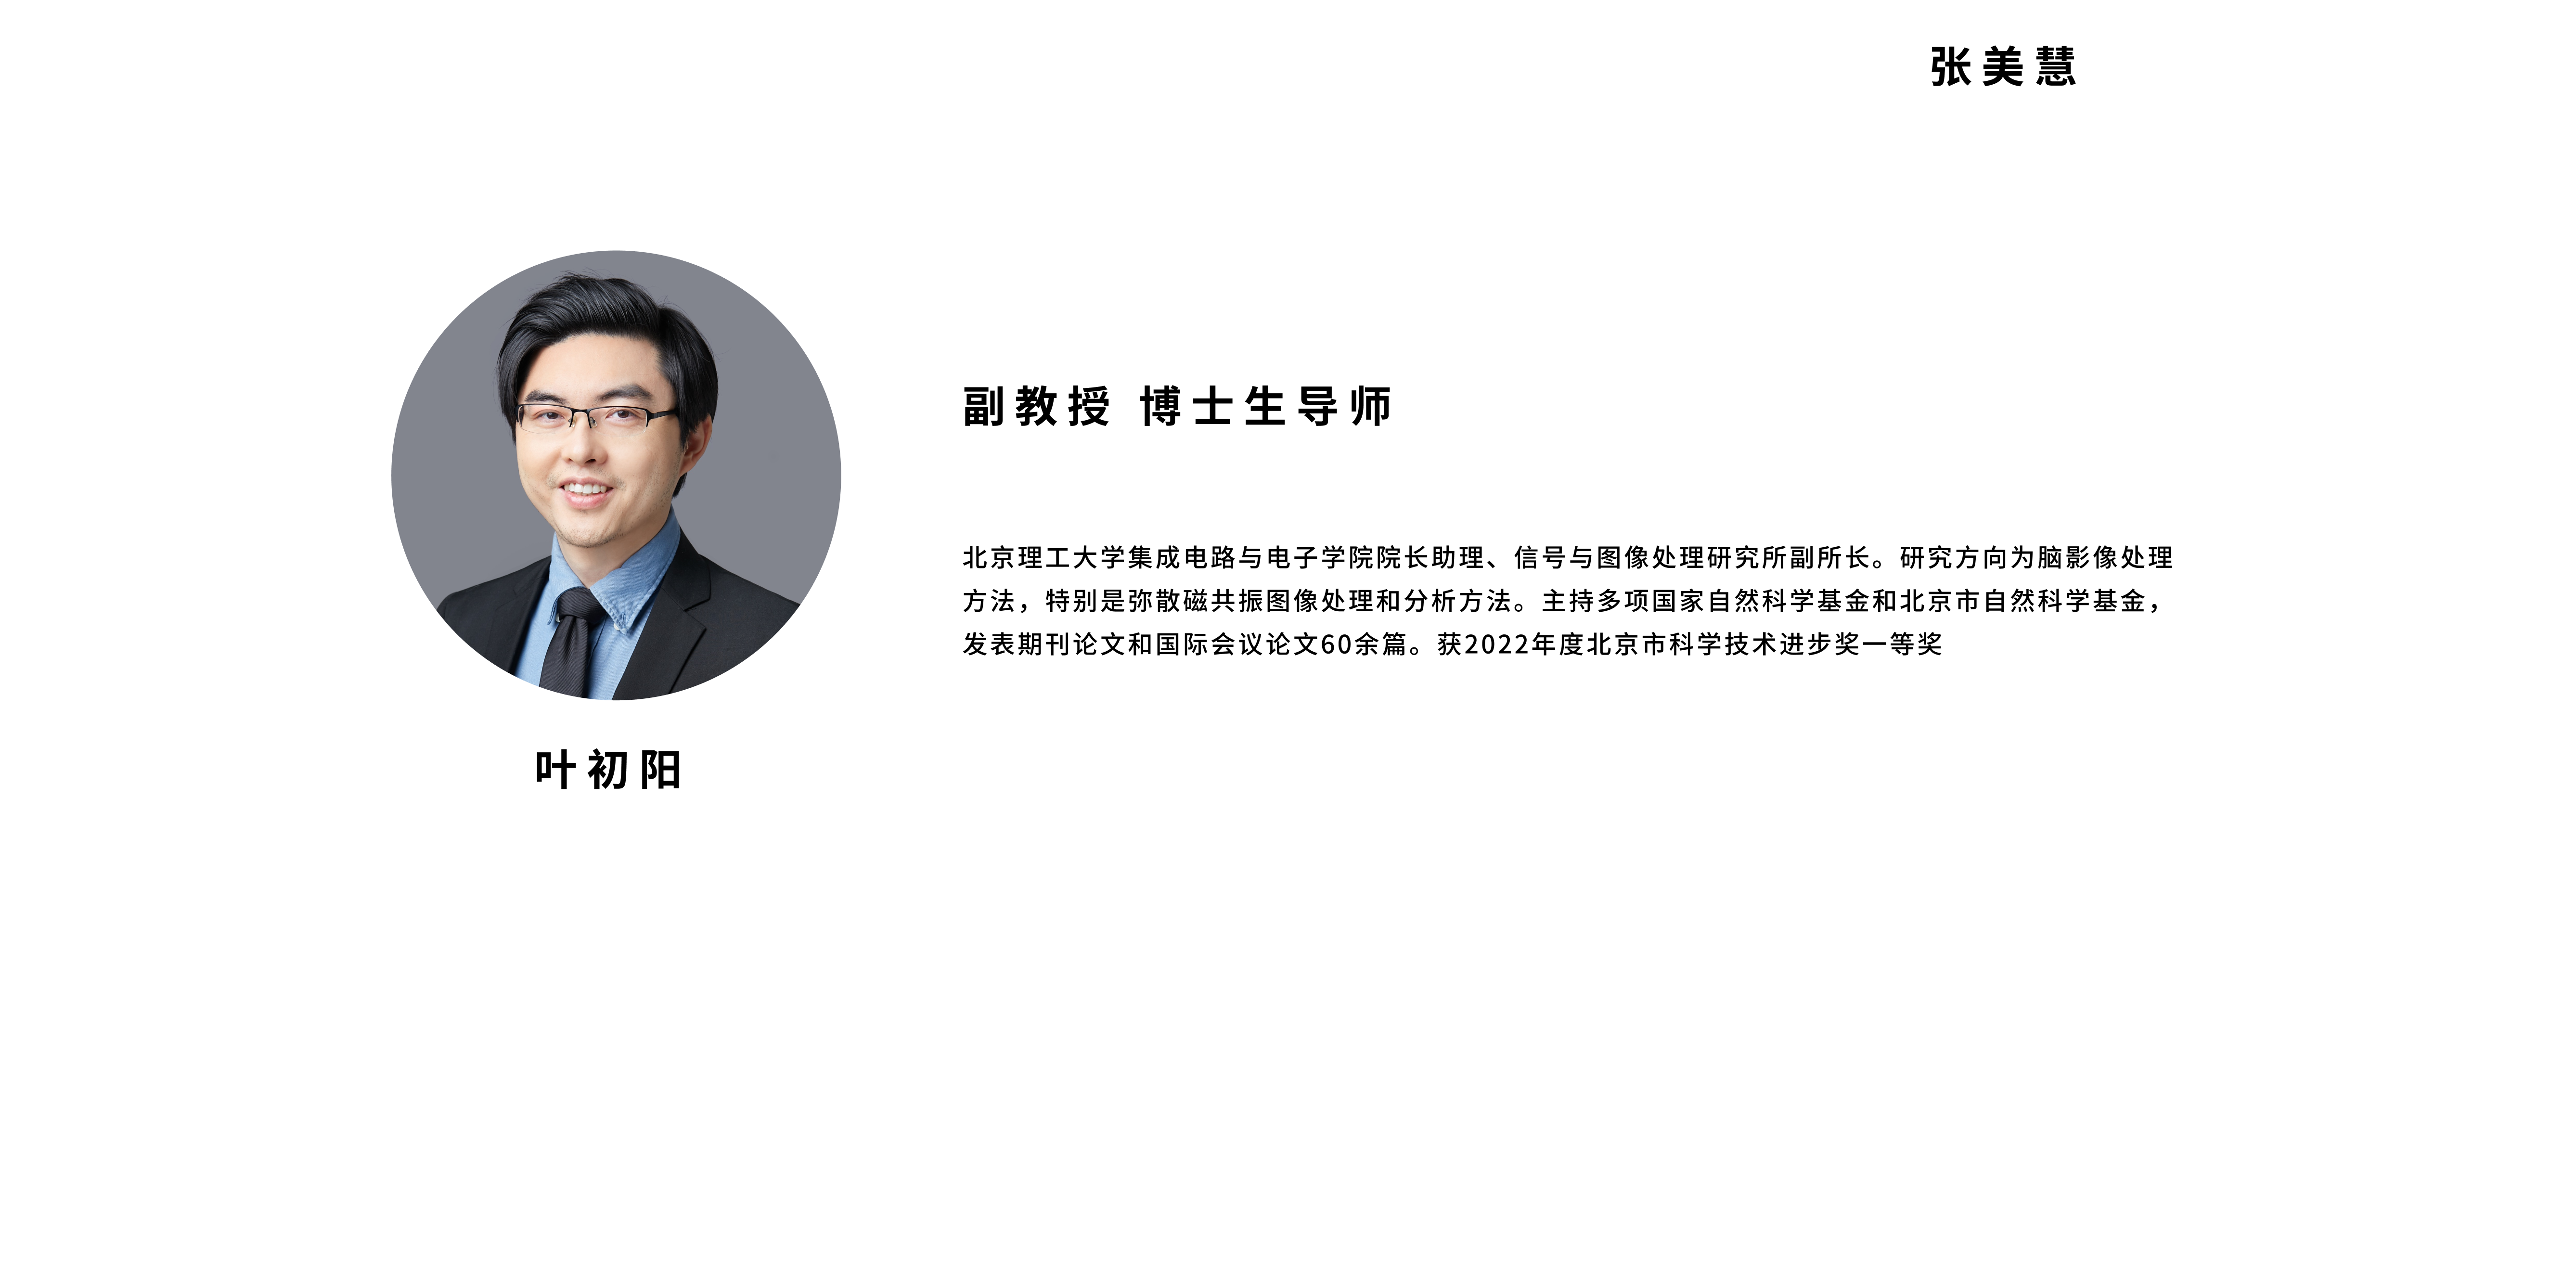 张美慧
副教授 博士生导师
北京理工大学集成电路与电子学院院长助理、信号与图像处理研究所副所长。研究方向为脑影像处理
方法，特别是弥散磁共振图像处理和分析方法。主持多项国家自然科学基金和北京市自然科学基金，
发表期刊论文和国际会议论文60余篇。获2022年度北京市科学技术进步奖一等奖
叶初阳